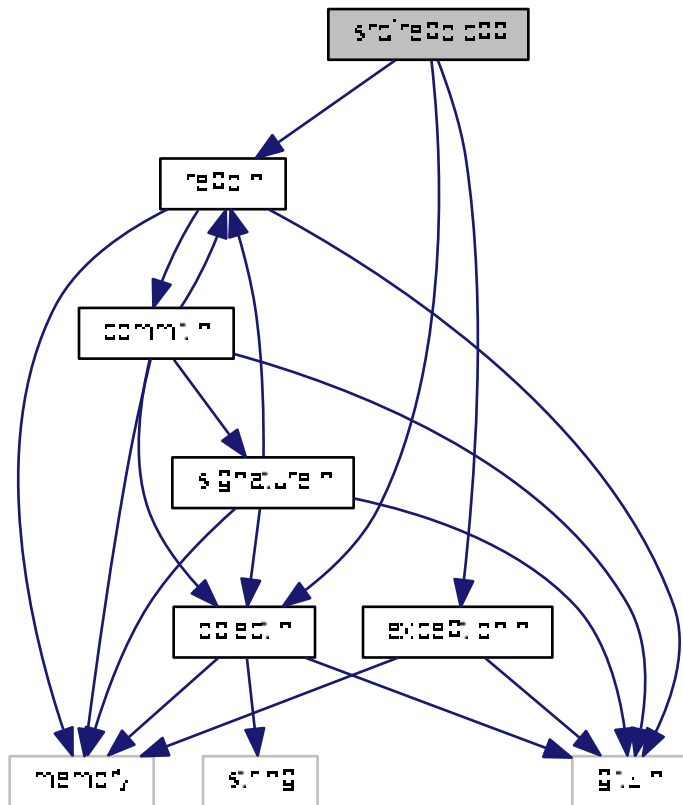 src/repo.cpp
repo.h
commit.h
signature.h
object.h
exception.h
memory
string
git2.h